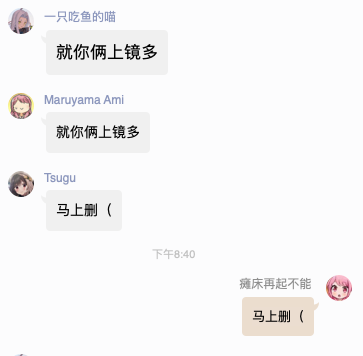 一只吃鱼的喵
就你俩上镜多
Maruyama Ami
就你俩上镜多
Tsugu
马上删（
下午8:40
瘫床再起不能
马上删（